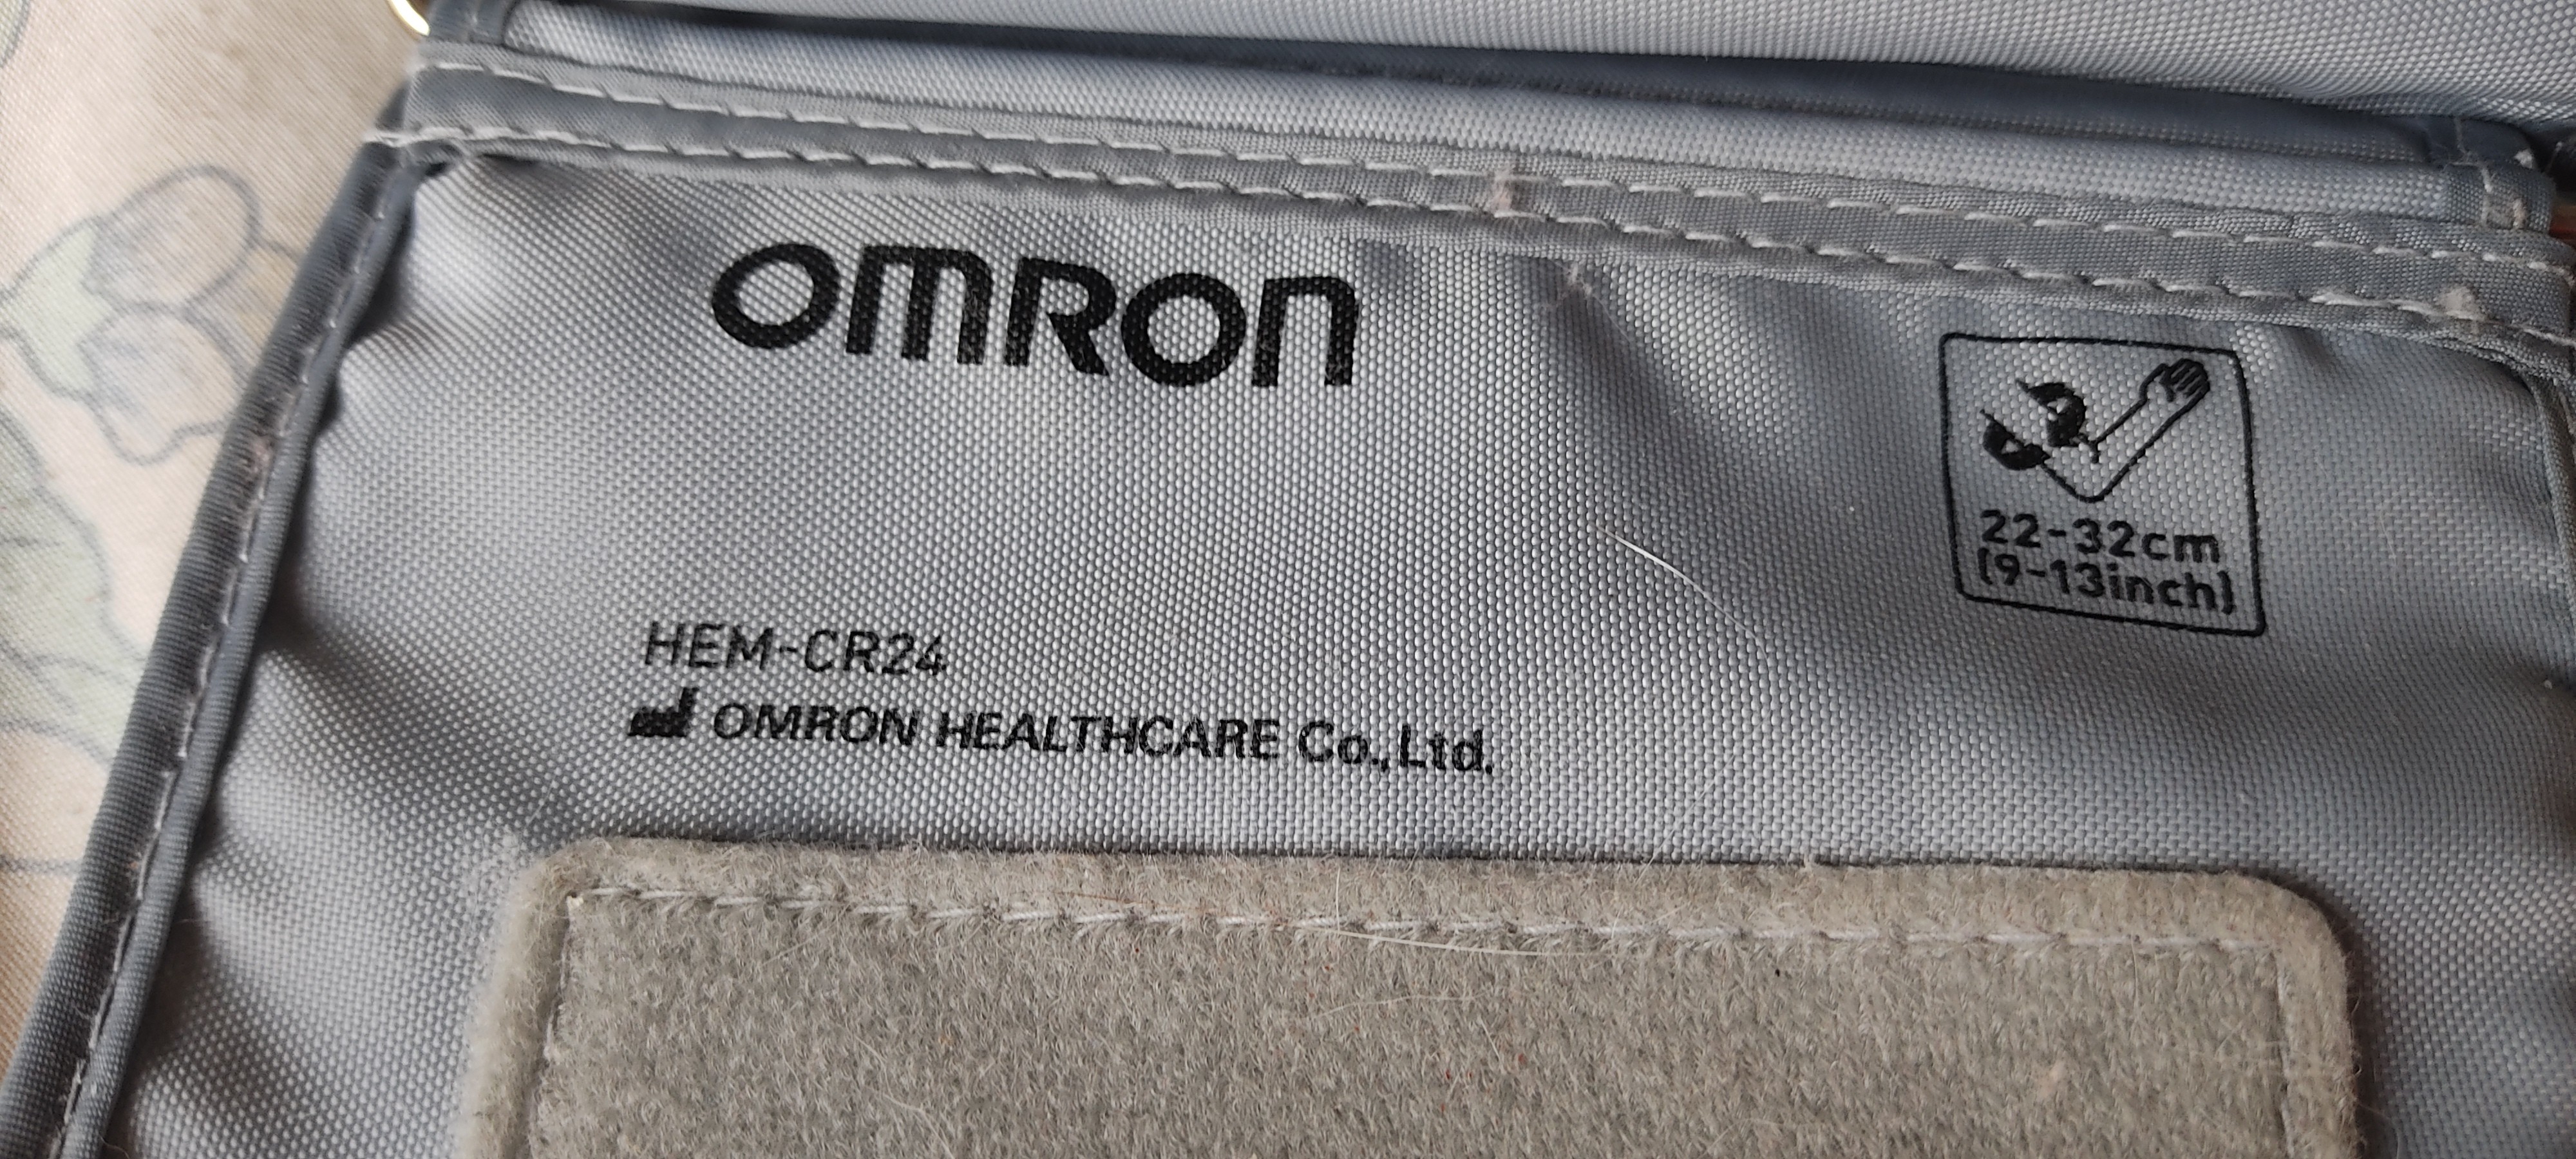 OMRON
22-32cm
(9-13inch)
HEM-CR24
OMRON HEALTHCARE Co.,Ltd.